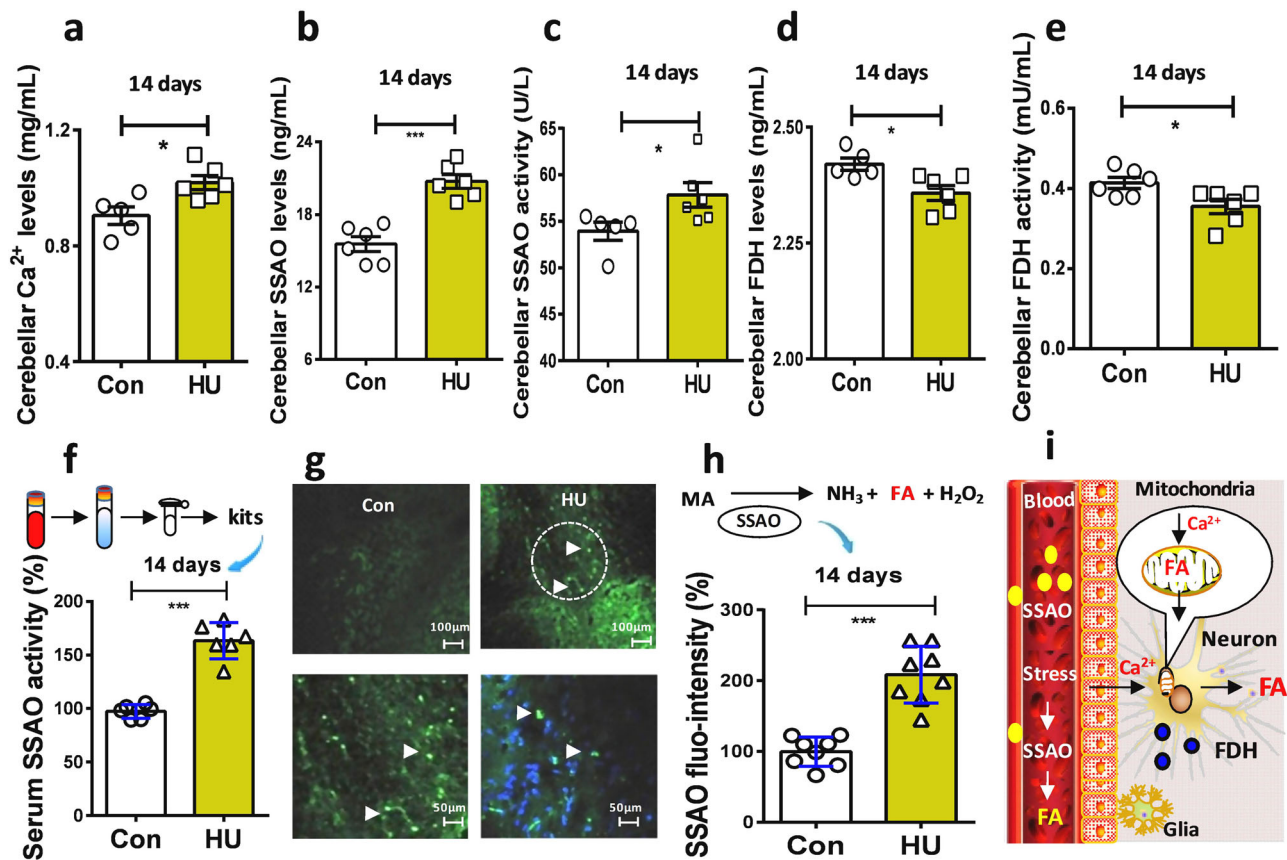 a
14 days
*
Cerebellar Ca²⁺ levels (mg/mL)
1.2
0.8
0.4
Con HU
b
14 days
***
Cerebellar SSAO levels (ng/mL)
24
18
12
6
Con HU
c
14 days
*
Cerebellar SSAO activity (U/L)
65
60
55
50
45
40
Con HU
d
14 days
*
Cerebellar FDH levels (ng/mL)
2.50
2.25
2.00
Con HU
e
14 days
*
Cerebellar FDH activity (mU/mL)
0.6
0.4
0.2
0.0
Con HU
f
kits
14 days
***
Serum SSAO activity (%)
200
150
100
50
0
Con HU
g
Con
100μm
HU
100μm
50μm
50μm
h
MA NH₃ + FA + H₂O₂
SSAO
14 days
***
SSAO fluo-intensity (%)
300
200
100
0
Con HU
i
Blood
Mitochondria
Ca²⁺
FA
SSAO
Neuron
Stress
Ca²⁺
FA
SSAO
FDH
FA
Glia